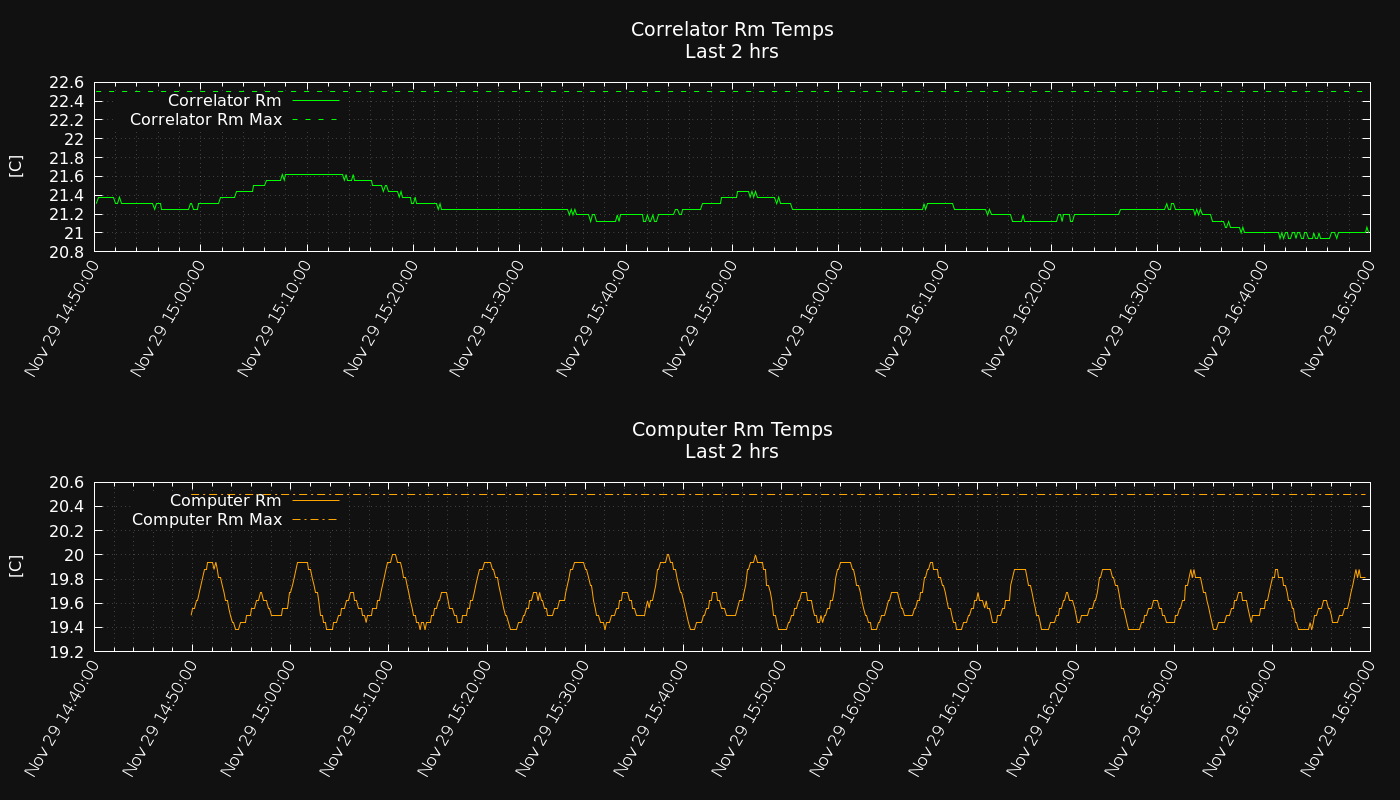 Correlator Rm Temps
Last 2 hrs
22.6
22.4
22.2
22
21.8
21.6
21.4
21.2
21
20.8
[C]
Correlator Rm
Correlator Rm Max
Nov 29 14:50:00
Nov 29 15:00:00
Nov 29 15:10:00
Nov 29 15:20:00
Nov 29 15:30:00
Nov 29 15:40:00
Nov 29 15:50:00
Nov 29 16:00:00
Nov 29 16:10:00
Nov 29 16:20:00
Nov 29 16:30:00
Nov 29 16:40:00
Nov 29 16:50:00
Computer Rm Temps
Last 2 hrs
20.6
20.4
20.2
20
19.8
19.6
19.4
19.2
[C]
Computer Rm
Computer Rm Max
Nov 29 14:40:00
Nov 29 14:50:00
Nov 29 15:00:00
Nov 29 15:10:00
Nov 29 15:20:00
Nov 29 15:30:00
Nov 29 15:40:00
Nov 29 15:50:00
Nov 29 16:00:00
Nov 29 16:10:00
Nov 29 16:20:00
Nov 29 16:30:00
Nov 29 16:40:00
Nov 29 16:50:00